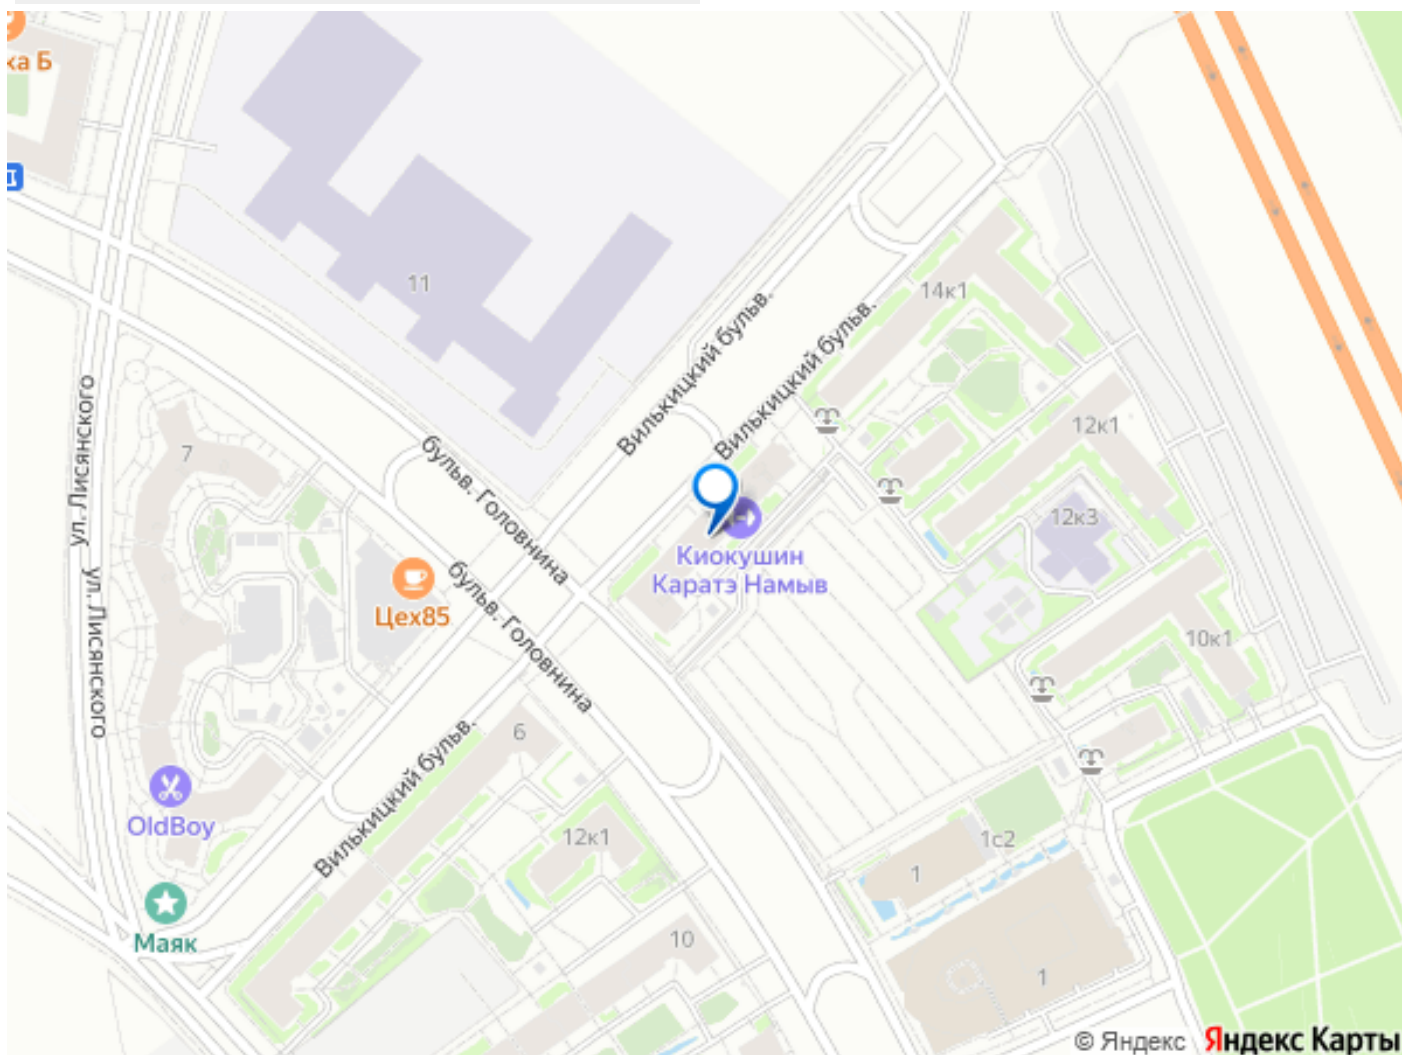 ка Б
11
14к1
Вилькицкий бульв.
Вилькицкий бульв.
ул. Лисянского
7
бульв. Головнина
12к1
12к3
Киокушин
Каратэ Намыв
Цех85
бульв. Головнина
ул. Лисянского
10к1
6
Вилькицкий бульв.
OldBoy
12к1
1с2
1
Маяк
10
1
© Яндекс Яндекс Карты